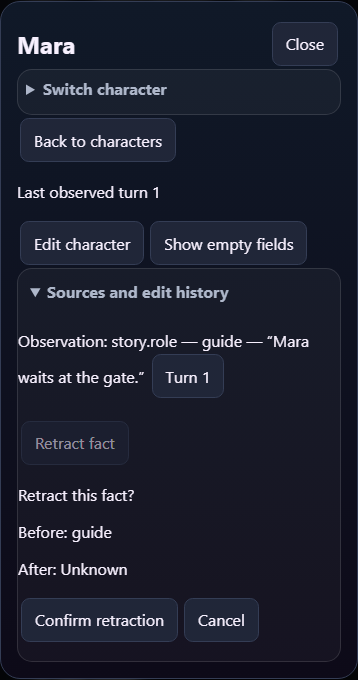 Mara
Close
Switch character
Back to characters
Last observed turn 1
Edit character
Show empty fields
Sources and edit history
Observation: story.role — guide — “Mara
waits at the gate.” Turn 1
Retract fact
Retract this fact?
Before: guide
After: Unknown
Confirm retraction
Cancel